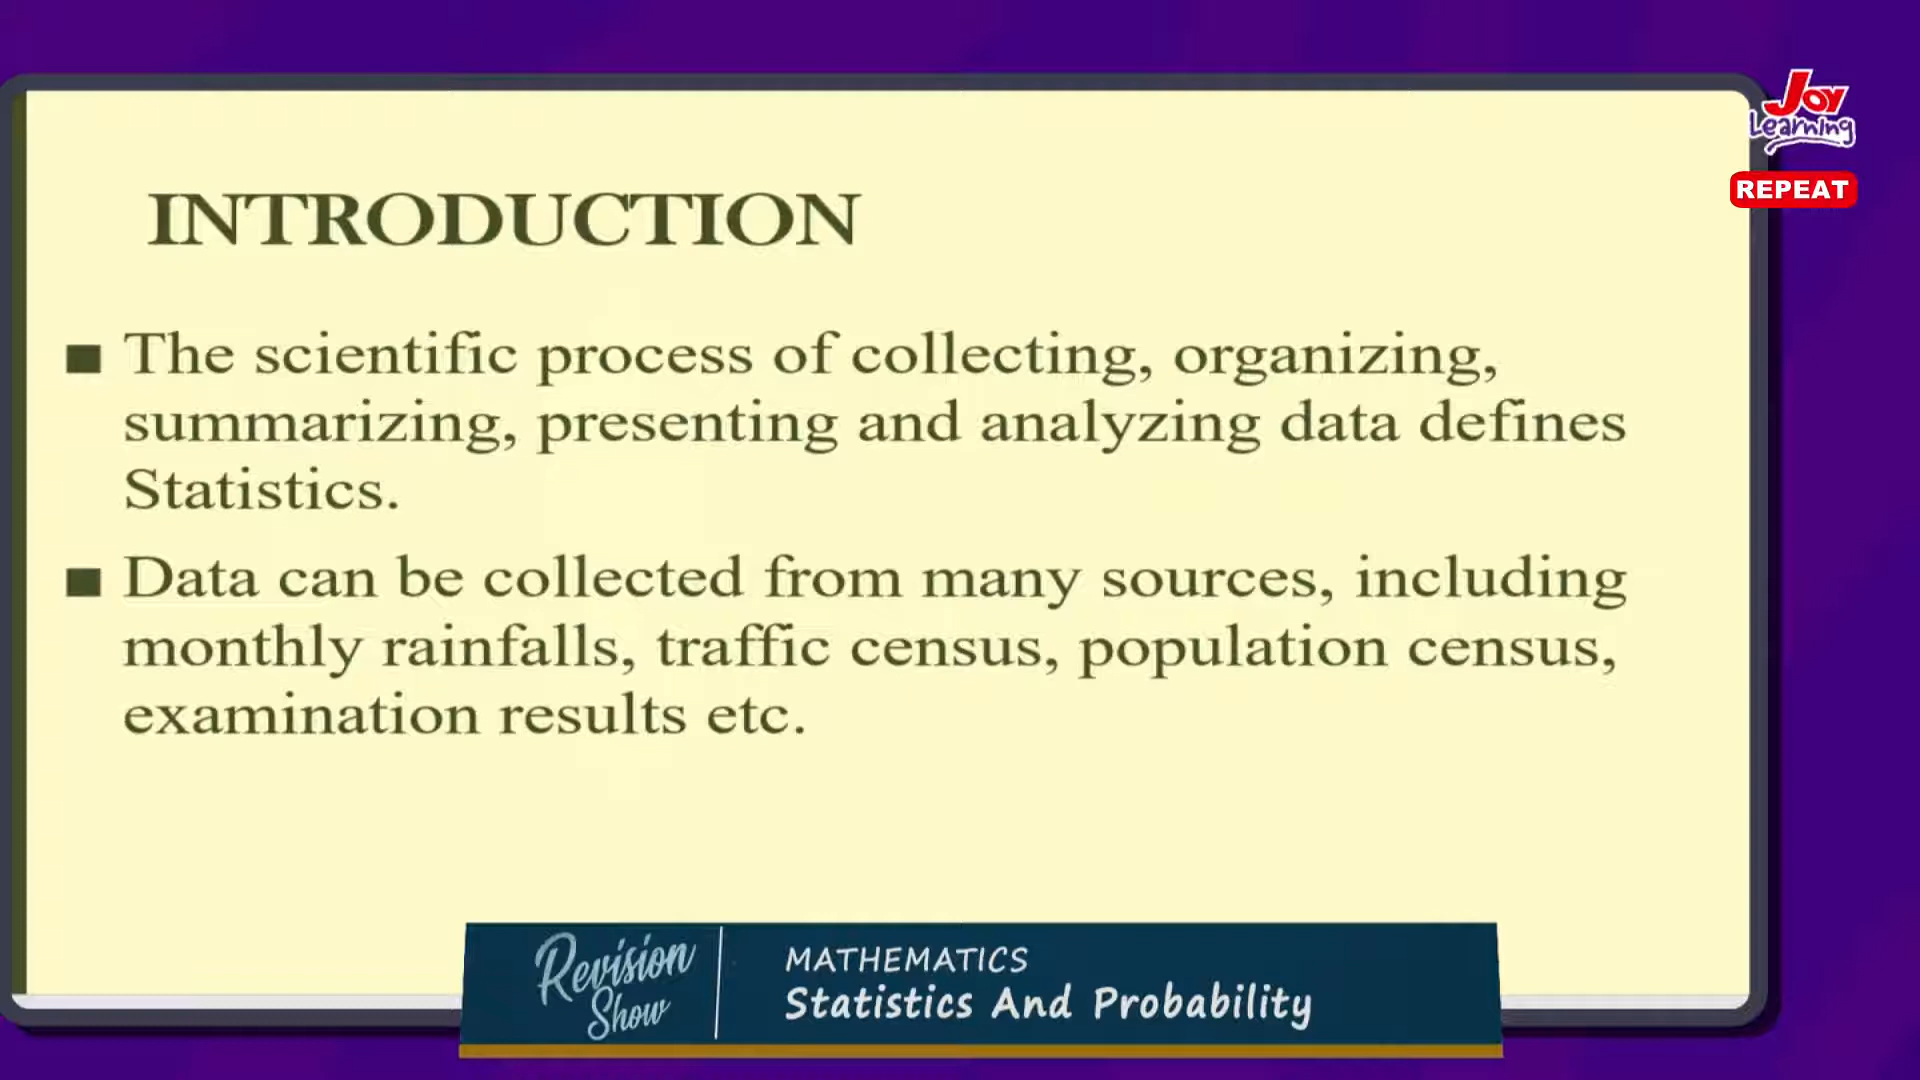 Joy
Learning
REPEAT
INTRODUCTION
■ The scientific process of collecting, organizing,
summarizing, presenting and analyzing data defines
Statistics.
■ Data can be collected from many sources, including
monthly rainfalls, traffic census, population census,
examination results etc.
Revision
Show
MATHEMATICS
Statistics And Probability